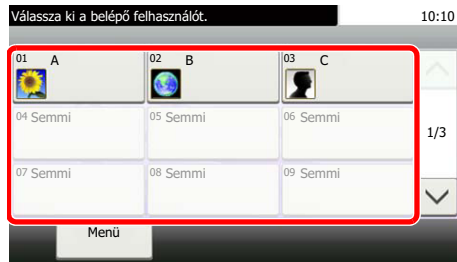 Válassza ki a belépő felhasználót. 10:10
01 A 02 B 03 C
04 Semmi 05 Semmi 06 Semmi
1/3
07 Semmi 08 Semmi 09 Semmi
Menü